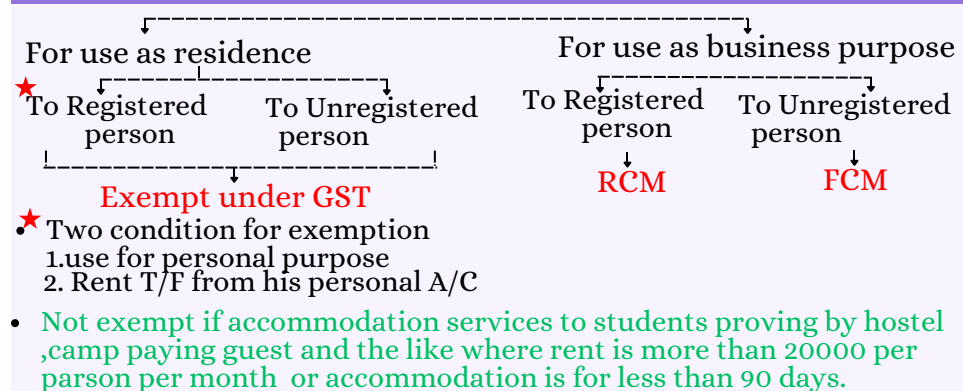 For use as residence
For use as business purpose
To Registered
person
To Unregistered
person
To Registered
person
To Unregistered
person
Exempt under GST
RCM
FCM
• Two condition for exemption
1.use for personal purpose
2. Rent T/F from his personal A/C
• Not exempt if accommodation services to students proving by hostel
,camp paying guest and the like where rent is more than 20000 per
parson per month or accommodation is for less than 90 days.